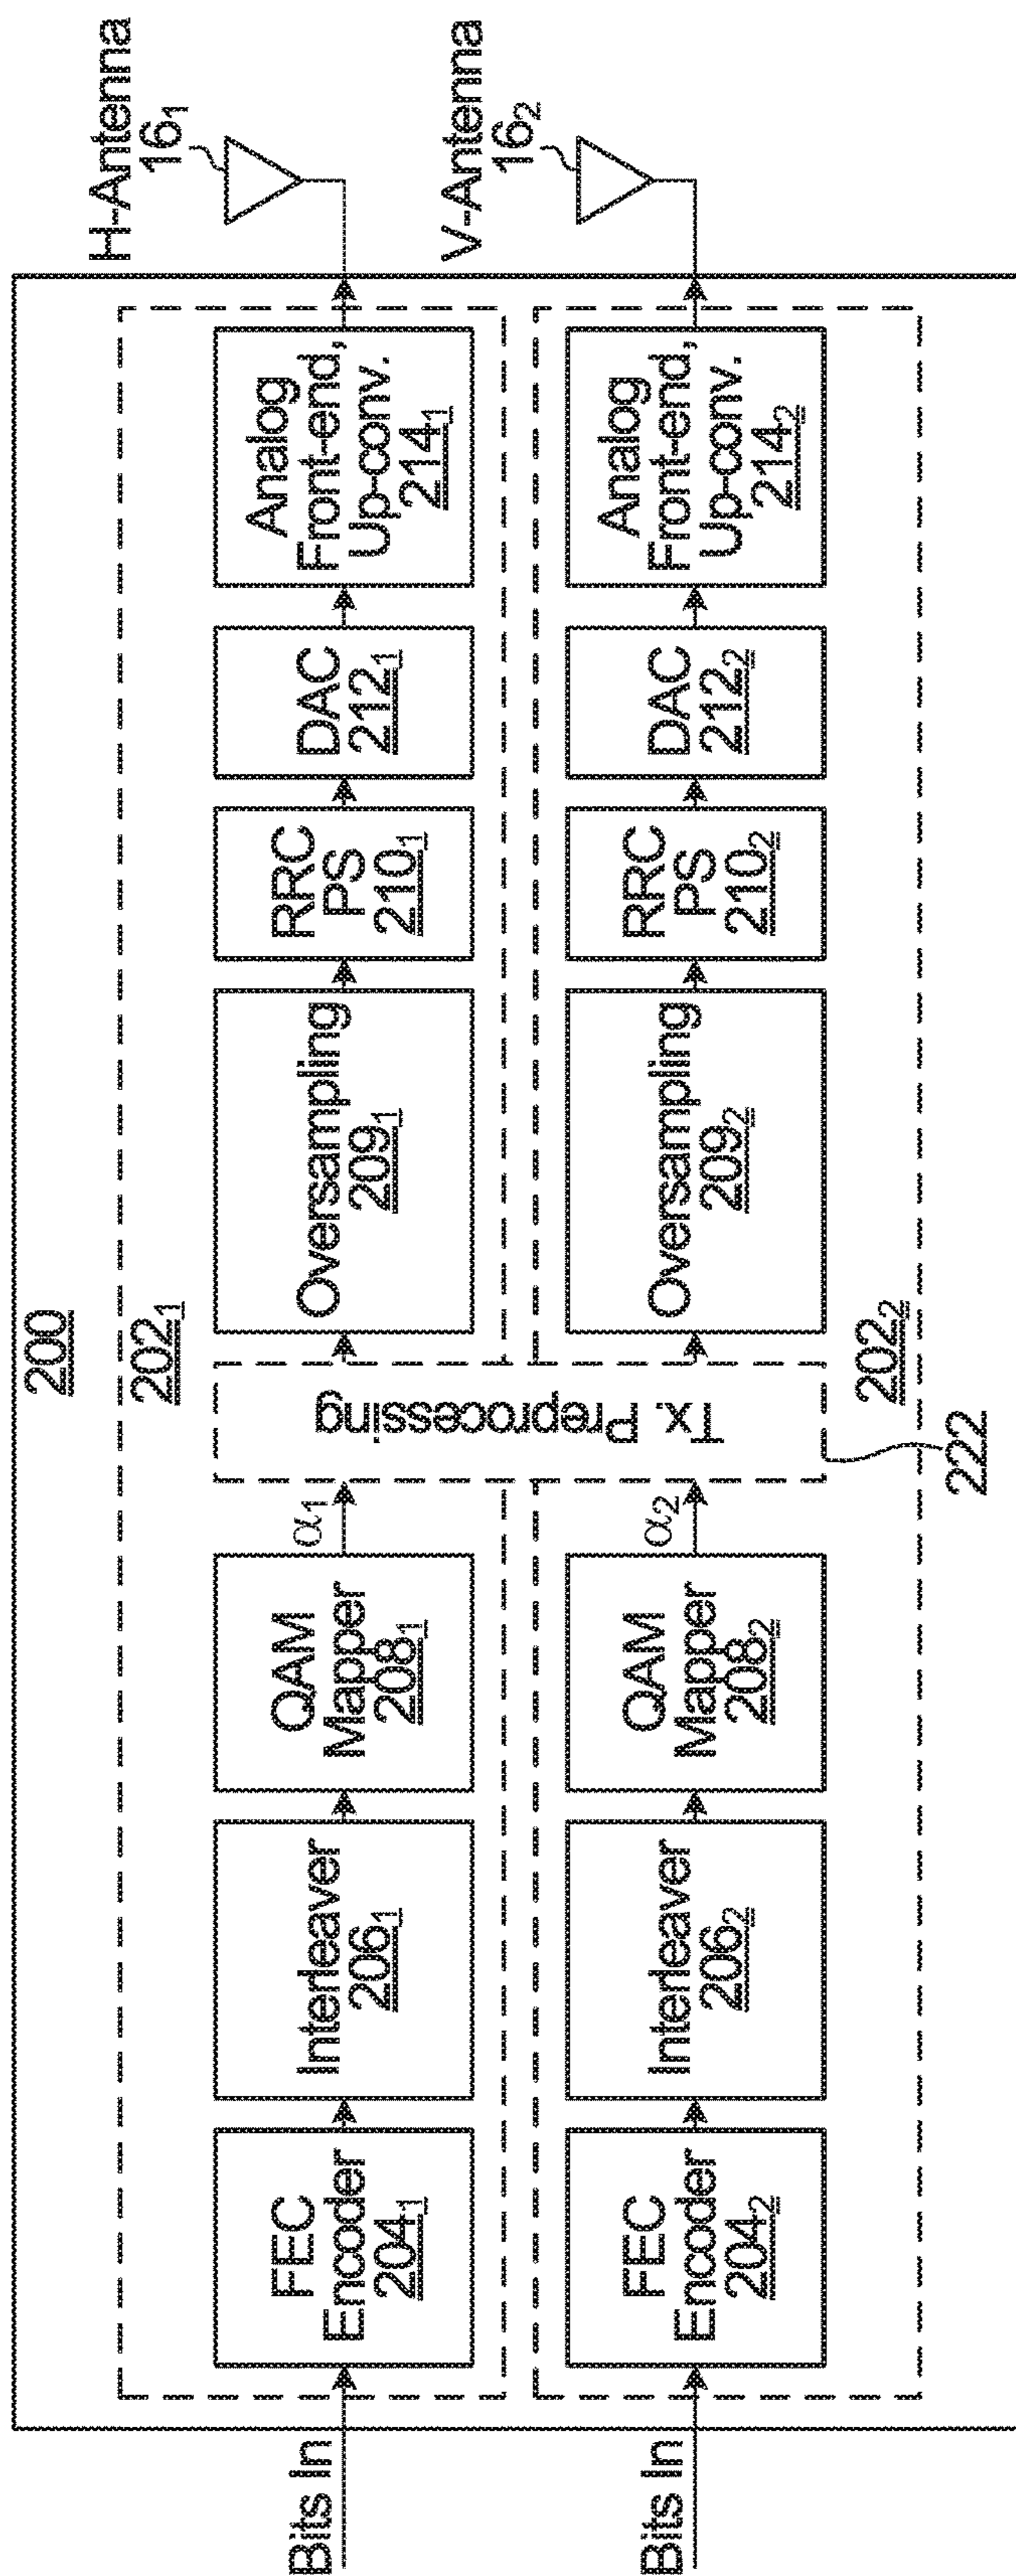 200
202₁
Bits In
FEC
Encoder
204₁
Interleaver
206₁
QAM
Mapper
208₁
α₁
Oversampling
209₁
RRC
PS
210₁
DAC
212₁
Analog
Front-end,
Up-conv.
214₁
H-Antenna
16₁
Tx. Preprocessing
222
Bits In
FEC
Encoder
204₂
Interleaver
206₂
QAM
Mapper
208₂
α₂
Oversampling
209₂
RRC
PS
210₂
DAC
212₂
Analog
Front-end,
Up-conv.
214₂
V-Antenna
16₂
202₂